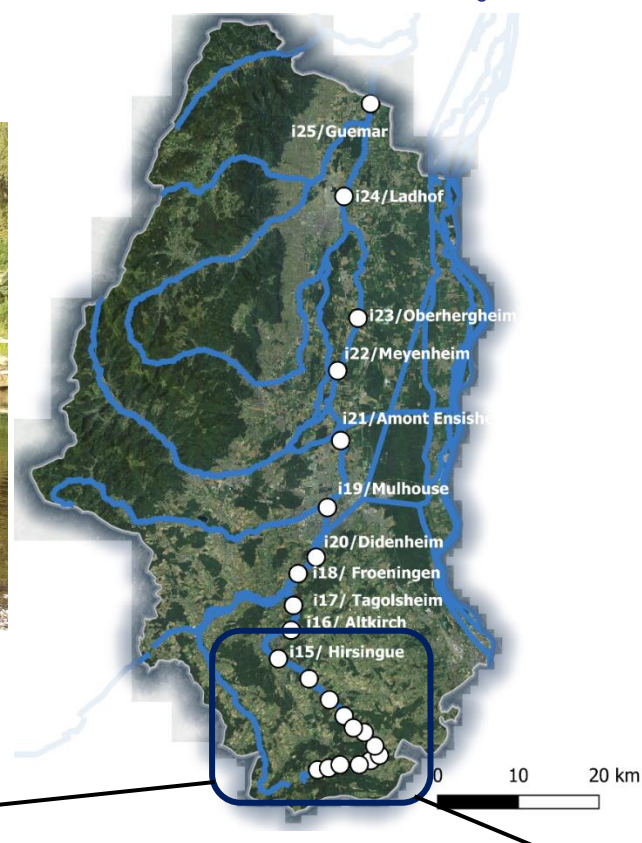 i25/Guemar
i24/Ladhof
i23/Oberhergheim
i22/Meyenheim
i21/Amont Ensish
i19/Mulhouse
i20/Didenheim
i18/ Froeningen
i17/ Tagolsheim
i16/ Altkirch
i15/ Hirsingue
0 10 20 km